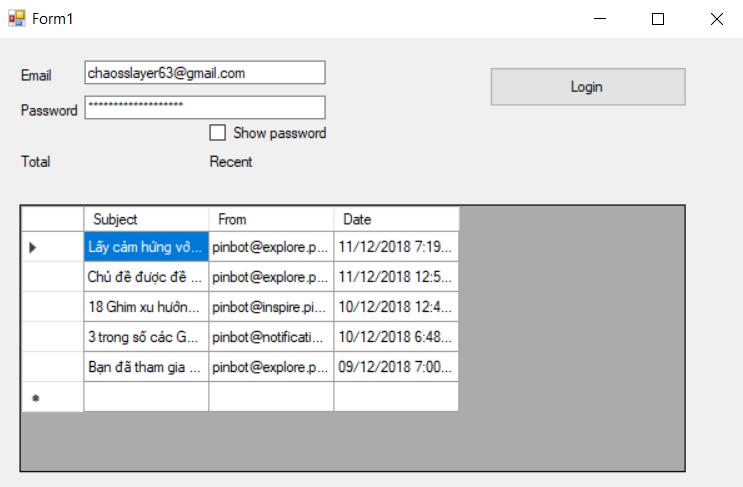 Form1
Email chaosslayer63@gmail.com Login
Password *******************
Show password
Total Recent
Subject From Date
Lấy cảm hứng vớ... pinbot@explore.p... 11/12/2018 7:19...
Chủ đề được đề ... pinbot@explore.p... 11/12/2018 12:5...
18 Ghim xu hướn... pinbot@inspire.pi... 10/12/2018 12:4...
3 trong số các G... pinbot@notificati... 10/12/2018 6:48...
Bạn đã tham gia ... pinbot@explore.p... 09/12/2018 7:00...